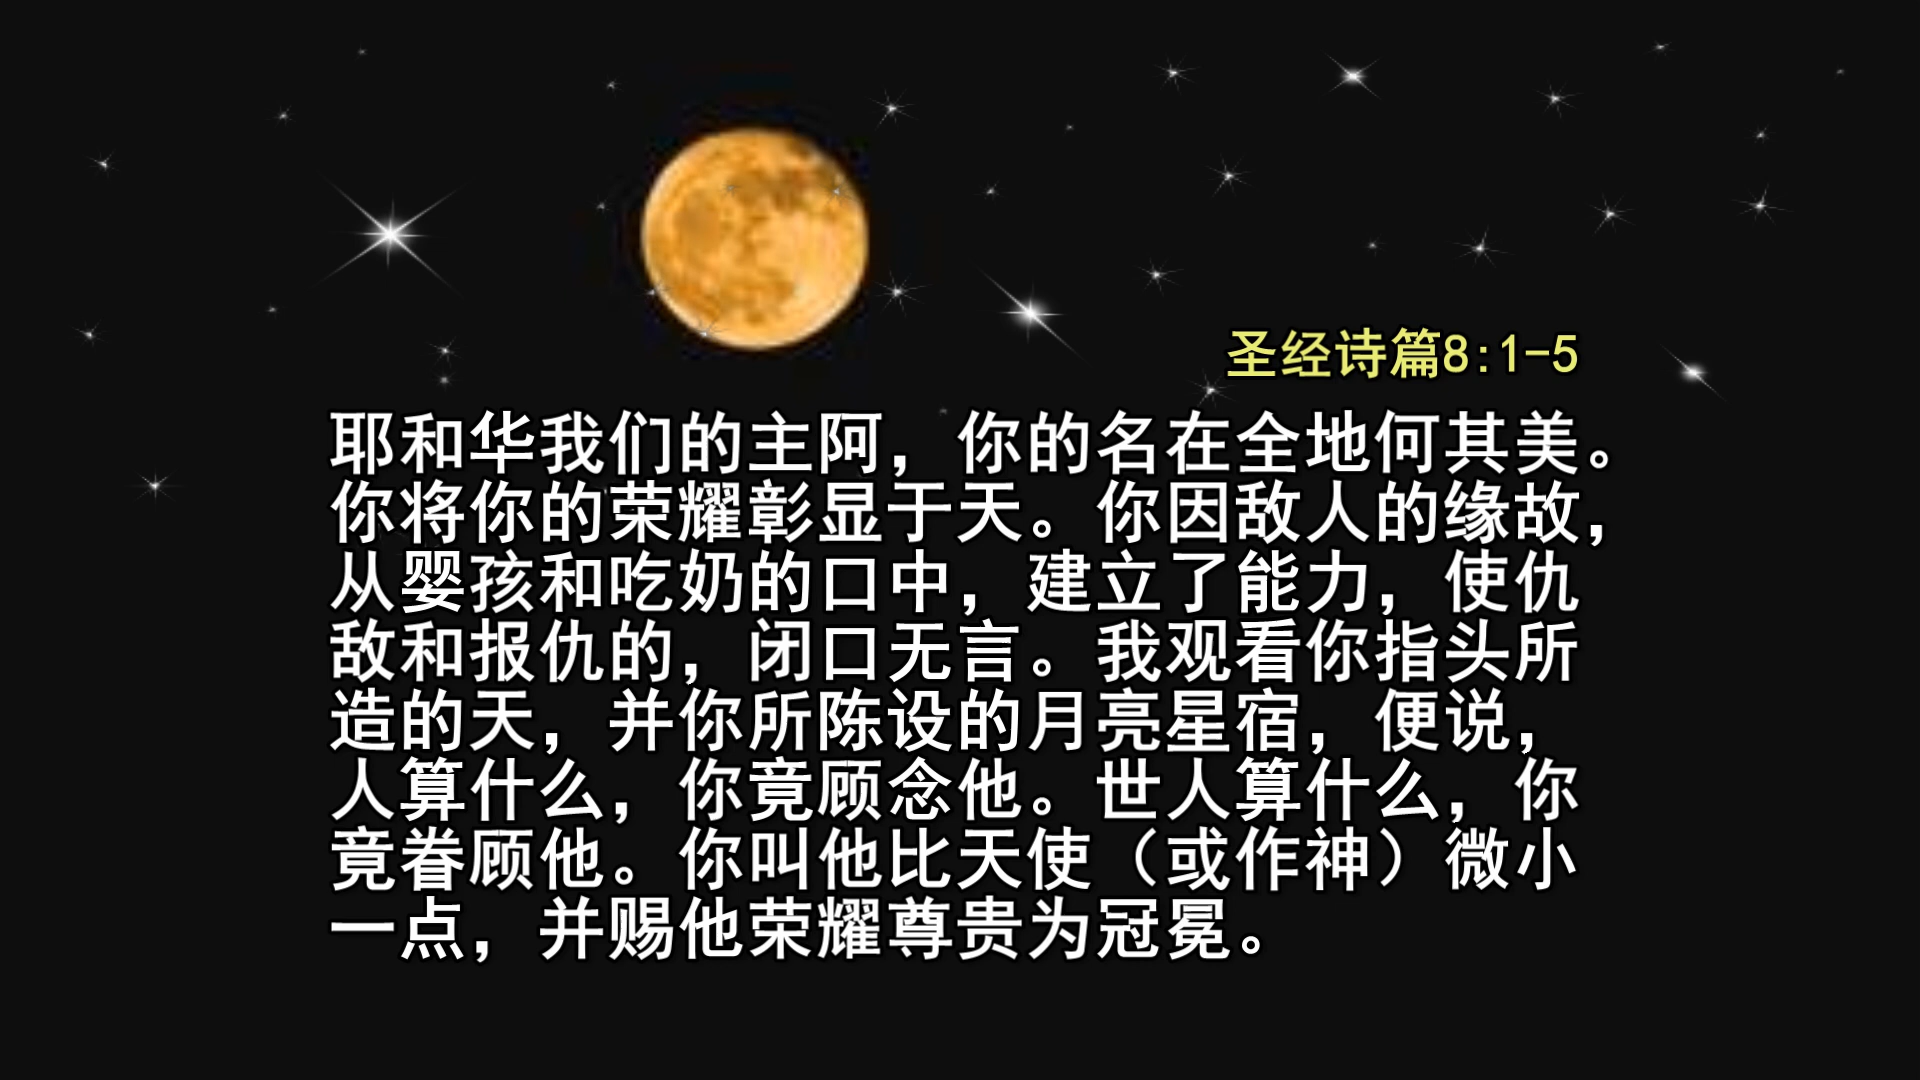 圣经诗篇8:1-5
耶和华我们的主阿，你的名在全地何其美。
你将你的荣耀彰显于天。你因敌人的缘故，
从婴孩和吃奶的口中，建立了能力，使仇
敌和报仇的，闭口无言。我观看你指头所
造的天，并你所陈设的月亮星宿，便说，
人算什么，你竟顾念他。世人算什么，你
竟眷顾他。你叫他比天使（或作神）微小
一点，并赐他荣耀尊贵为冠冕。